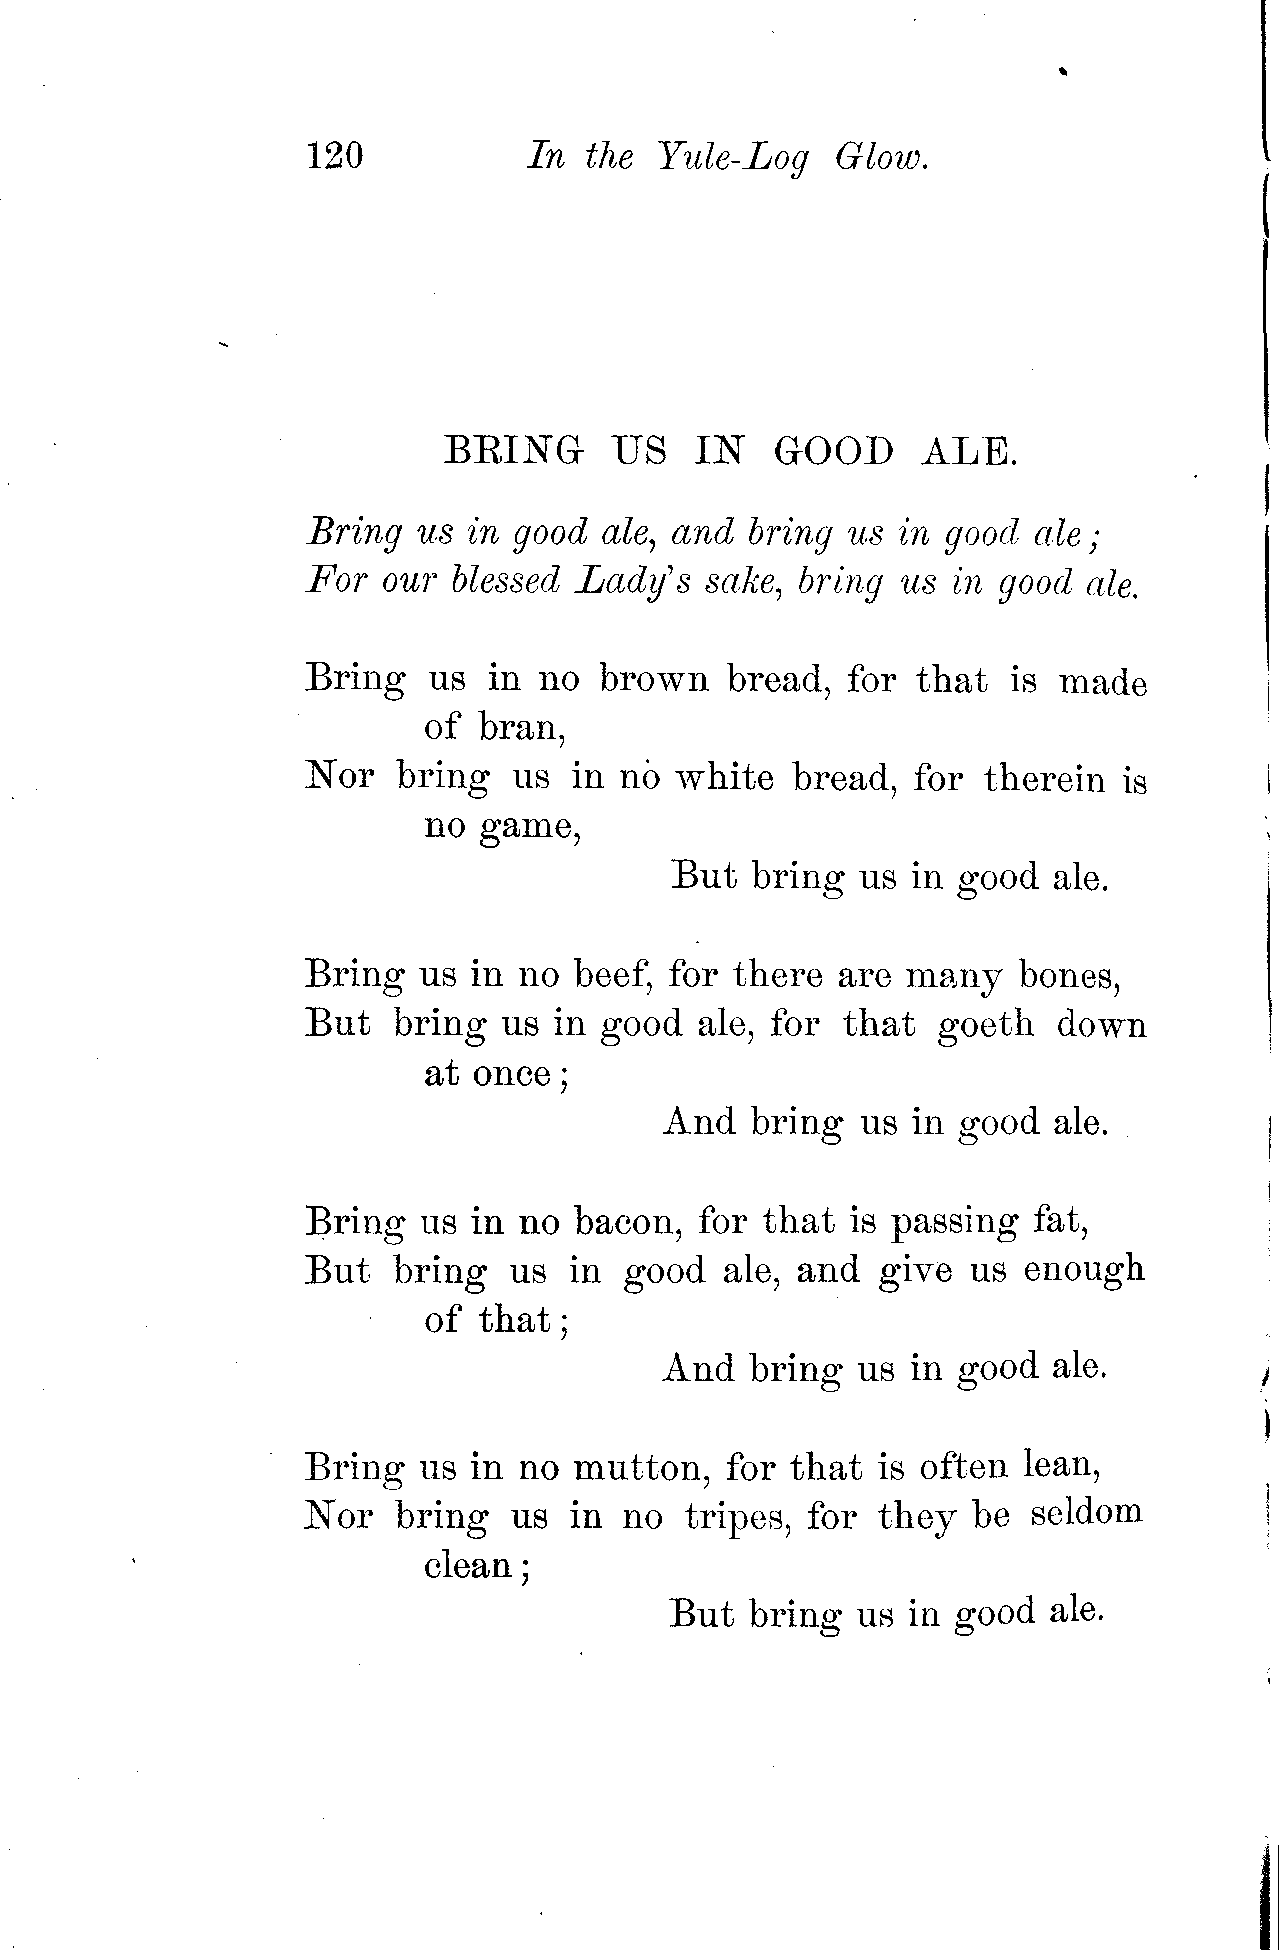 120 In the Yule-Log Glow.
BRING US IN GOOD ALE.
Bring us in good ale, and bring us in good ale;
For our blessed Lady's sake, bring us in good ale.
Bring us in no brown bread, for that is made
of bran,
Nor bring us in no white bread, for therein is
no game,
But bring us in good ale.
Bring us in no beef, for there are many bones,
But bring us in good ale, for that goeth down
at once;
And bring us in good ale.
Bring us in no bacon, for that is passing fat,
But bring us in good ale, and give us enough
of that;
And bring us in good ale.
Bring us in no mutton, for that is often lean,
Nor bring us in no tripes, for they be seldom
clean;
But bring us in good ale.